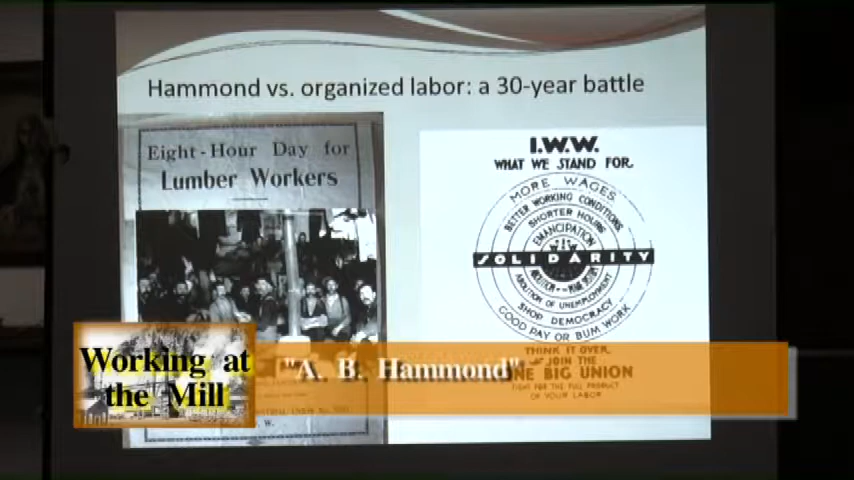 Hammond vs. organized labor: a 30-year battle
Eight-Hour Day for
Lumber Workers
W.
I.W.W.
WHAT WE STAND FOR.
MORE WAGES
BETTER WORKING CONDITIONS
SHORTER HOURS
EMANCIPATION
SOLIDARITY
ABOLITION OF UNEMPLOYMENT
SHOP DEMOCRACY
GOOD PAY OR BUM WORK
THINK IT OVER,
JOIN THE
NE BIG UNION
FIGHT FOR THE FULL PRODUCT
OF YOUR LABOR
Working at
the Mill
"A. B. Hammond"